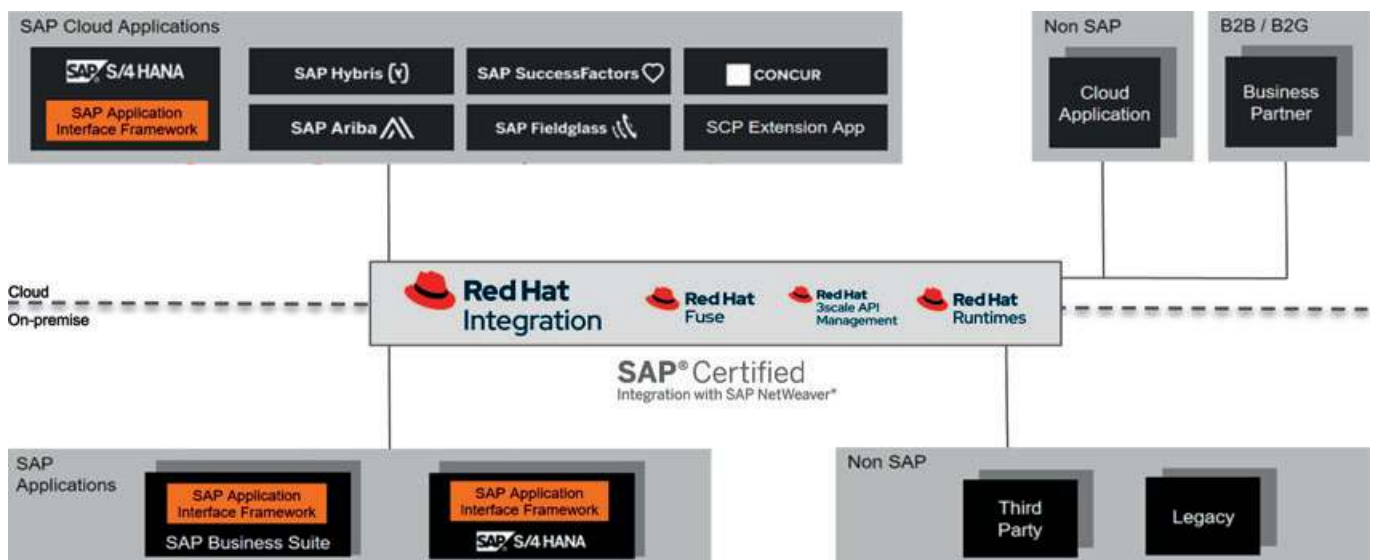 SAP Cloud Applications
SAP S/4HANA
SAP Application
Interface Framework
SAP Hybris (v)
SAP SuccessFactors
CONCUR
SAP Ariba
SAP Fieldglass
SCP Extension App
Non SAP
Cloud
Application
B2B / B2G
Business
Partner
Cloud
On-premise
Red Hat
Integration
Red Hat
Fuse
Red Hat
3scale API
Management
Red Hat
Runtimes
SAP® Certified
Integration with SAP NetWeaver®
SAP
Applications
SAP Application
Interface Framework
SAP Business Suite
SAP Application
Interface Framework
SAP S/4HANA
Non SAP
Third
Party
Legacy